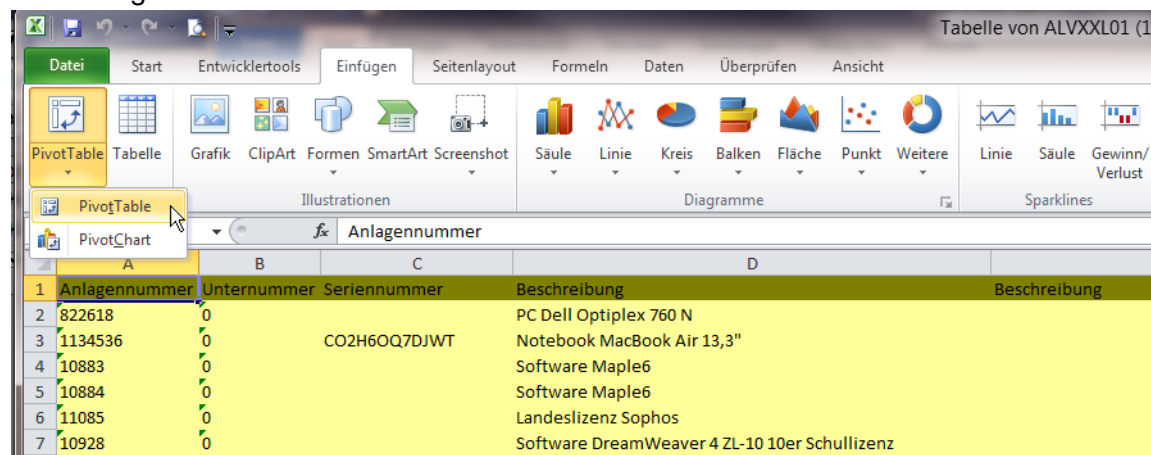 Tabelle von ALVXXL01 (1
Datei Start Entwicklertools Einfügen Seitenlayout Formeln Daten Überprüfen Ansicht
PivotTable Tabelle Grafik ClipArt Formen SmartArt Screenshot Säule Linie Kreis Balken Fläche Punkt Weitere Linie Säule Gewinn/
Verlust
Illustrationen Diagramme Sparklines
PivotTable
PivotChart
fx Anlagennummer
A B C D
1 Anlagennummer Unternummer Seriennummer Beschreibung Beschreibung
2 822618 0 PC Dell Optiplex 760 N
3 1134536 0 CO2H6OQ7DJWT Notebook MacBook Air 13,3"
4 10883 0 Software Maple6
5 10884 0 Software Maple6
6 11085 0 Landeslizenz Sophos
7 10928 0 Software DreamWeaver 4 ZL-10 10er Schullizenz